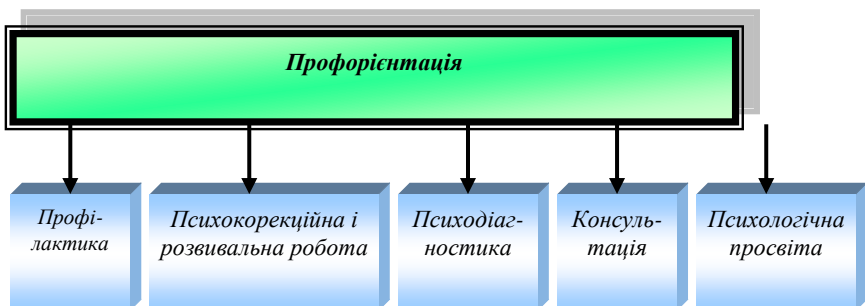 Профорієнтація
Профі-
лактика
Психокорекційна і
розвивальна робота
Психодіаг-
ностика
Консуль-
тація
Психологічна
просвіта